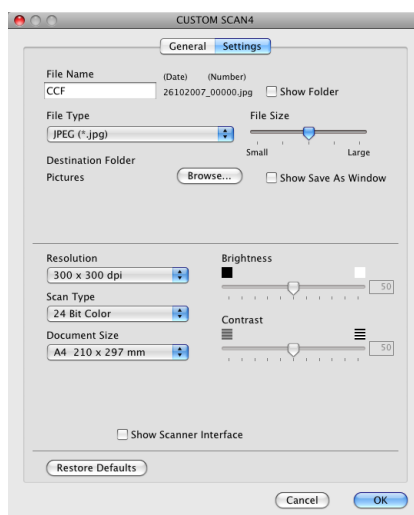 CUSTOM SCAN4
General Settings
File Name
(Date) (Number)
CCF
26102007_00000.jpg
Show Folder
File Type
File Size
JPEG (*.jpg)
Small Large
Destination Folder
Pictures
Browse...
Show Save As Window
Resolution
300 x 300 dpi
Scan Type
24 Bit Color
Document Size
A4 210 x 297 mm
Brightness
50
Contrast
50
Show Scanner Interface
Restore Defaults
Cancel OK